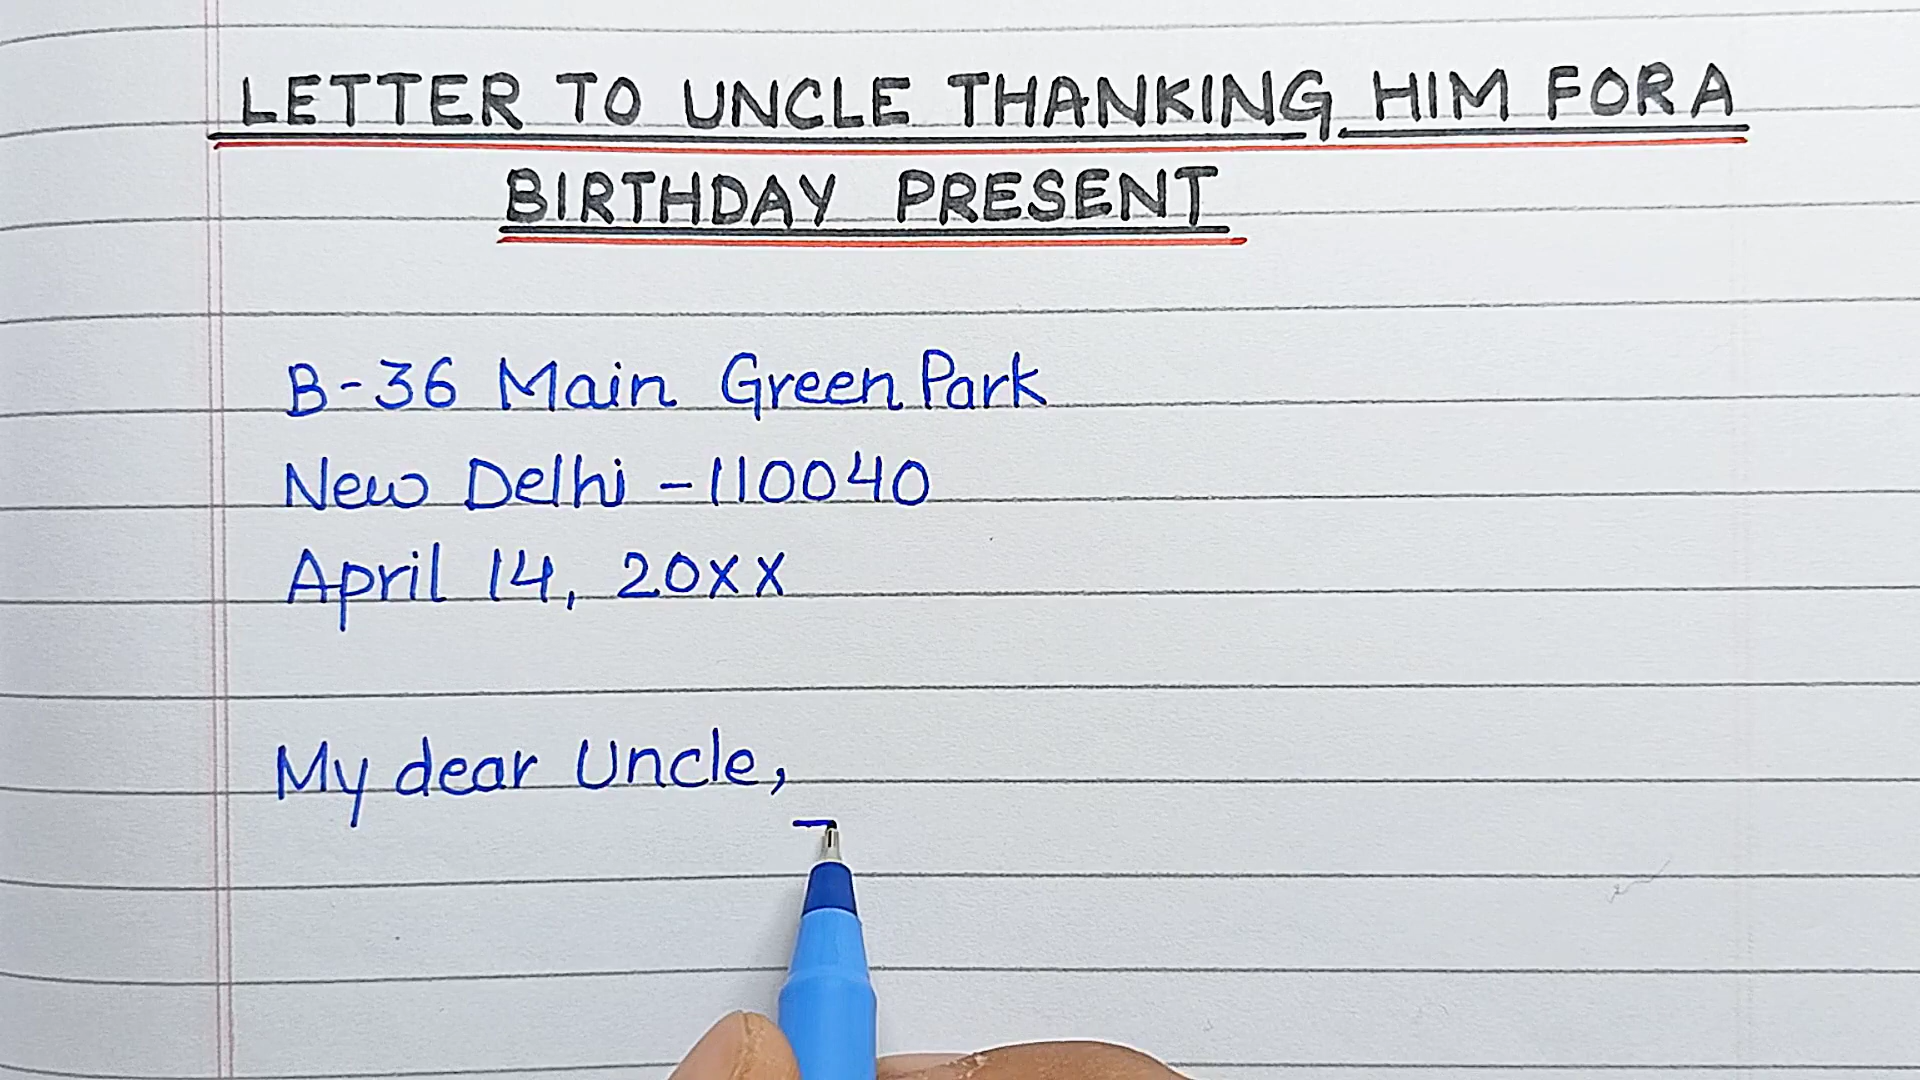 LETTER TO UNCLE THANKING HIM FOR A
BIRTHDAY PRESENT
B-36 Main Green Park
New Delhi - 110040
April 14, 20XX
My dear Uncle,